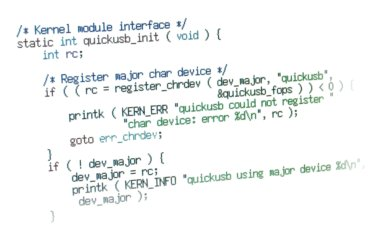 /* Kernel module interface */
static int quickusb_init ( void ) {
int rc;
/* Register major char device */
if ( ( rc = register_chrdev ( dev_major, "quickusb",
&quickusb_fops ) ) < 0 ) {
printk ( KERN_ERR "quickusb could not register "
"char device: error %d\n", rc );
goto err_chrdev;
}
if ( ! dev_major ) {
dev_major = rc;
printk ( KERN_INFO "quickusb using major device %d\n",
dev_major );
}